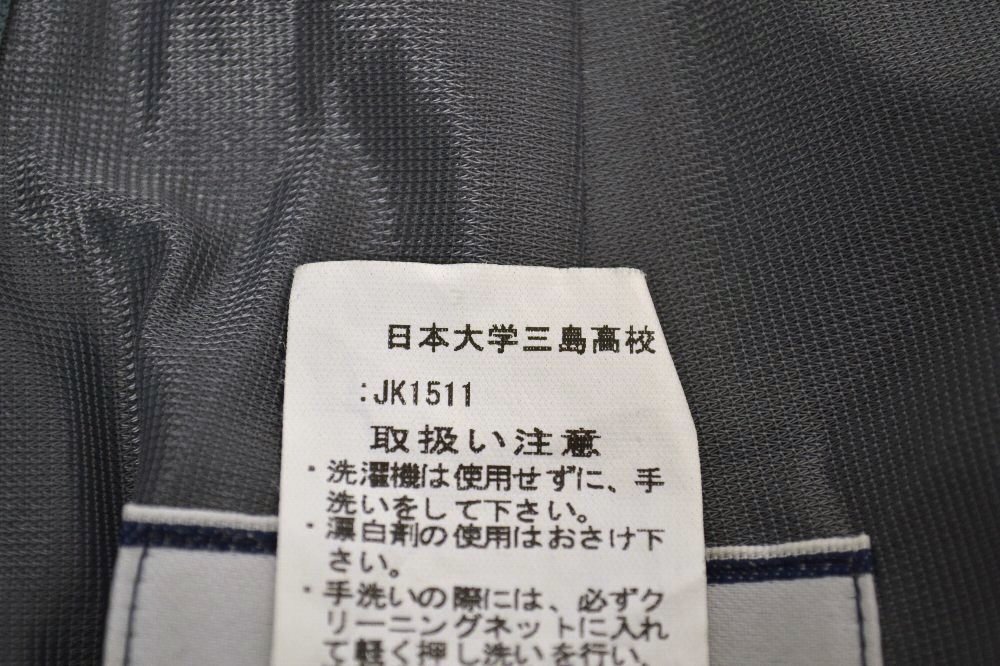 日本大学三島高校
:JK1511
取扱い注意
・洗濯機は使用せずに、手
洗いをして下さい。
・漂白剤の使用はおさけ下
さい。
・手洗いの際には、必ずク
リーニングネットに入れ
て軽く押し洗いを行い、